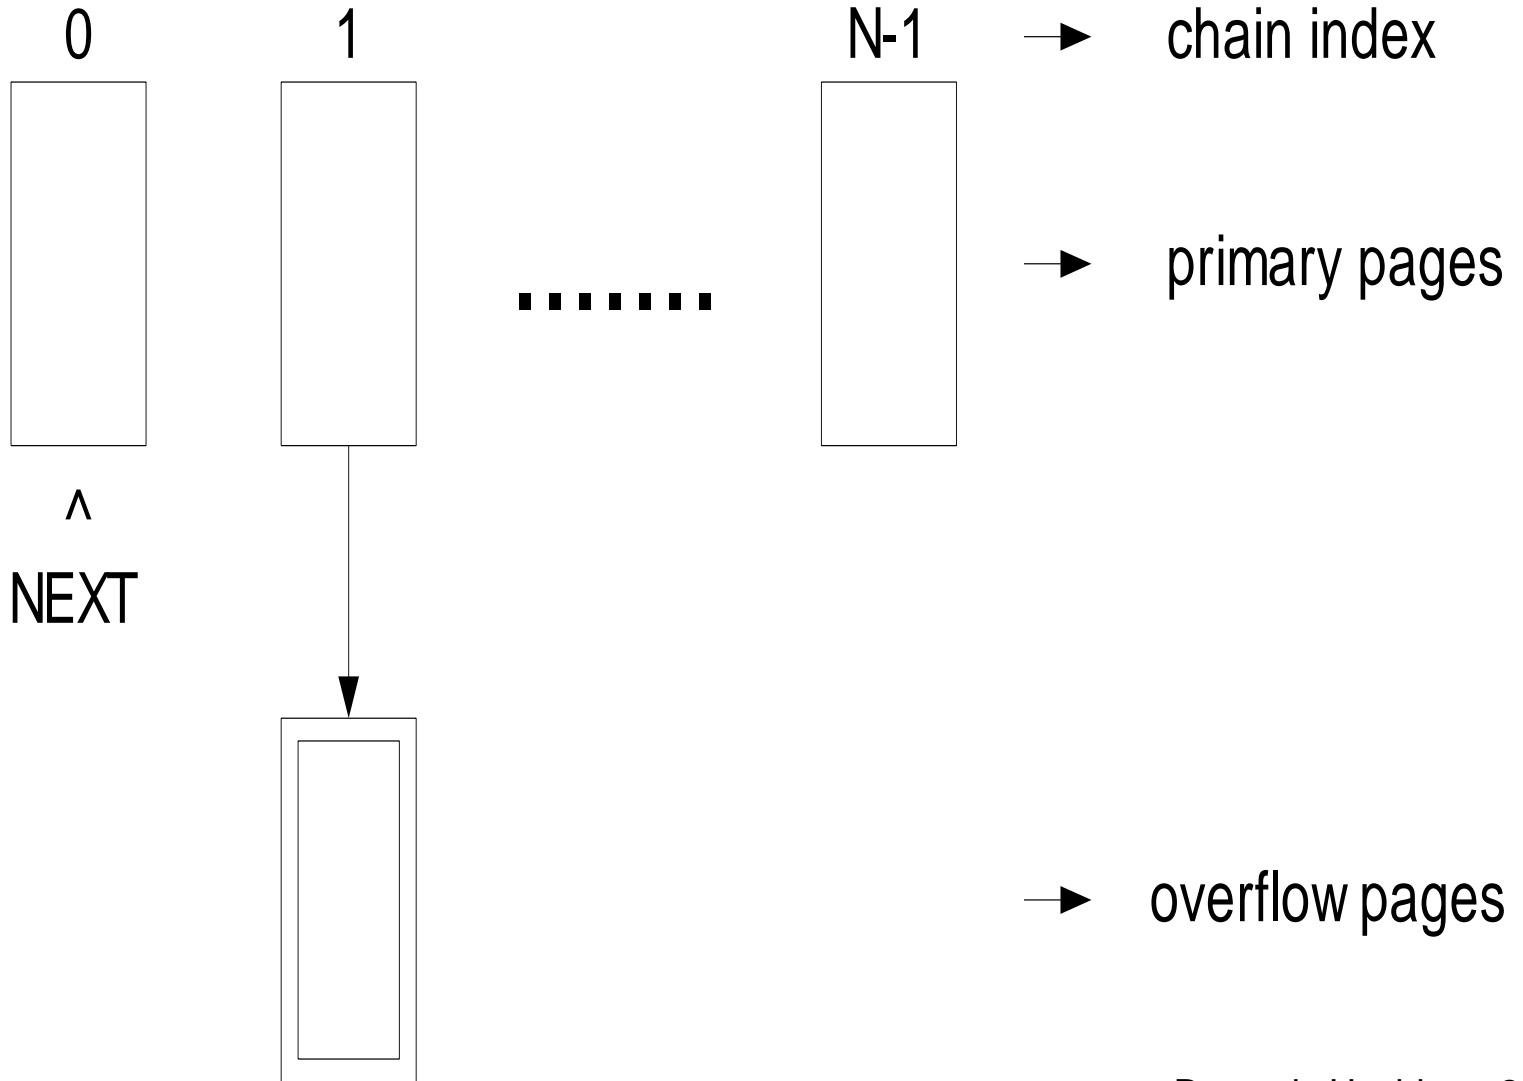 0 1 N-1 chain index
primary pages
^
NEXT
overflow pages